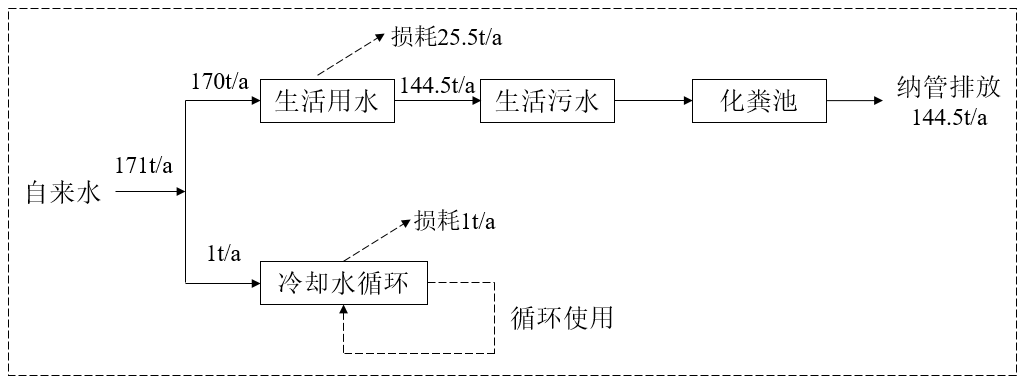 损耗25.5t/a
170t/a
生活用水
144.5t/a
生活污水
化粪池
纳管排放
144.5t/a
171t/a
自来水
损耗1t/a
1t/a
冷却水循环
循环使用